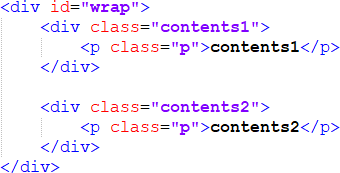 <div id="wrap">
    <div class="contents1">
        <p class="p">contents1</p>
    </div>

    <div class="contents2">
        <p class="p">contents2</p>
    </div>
</div>